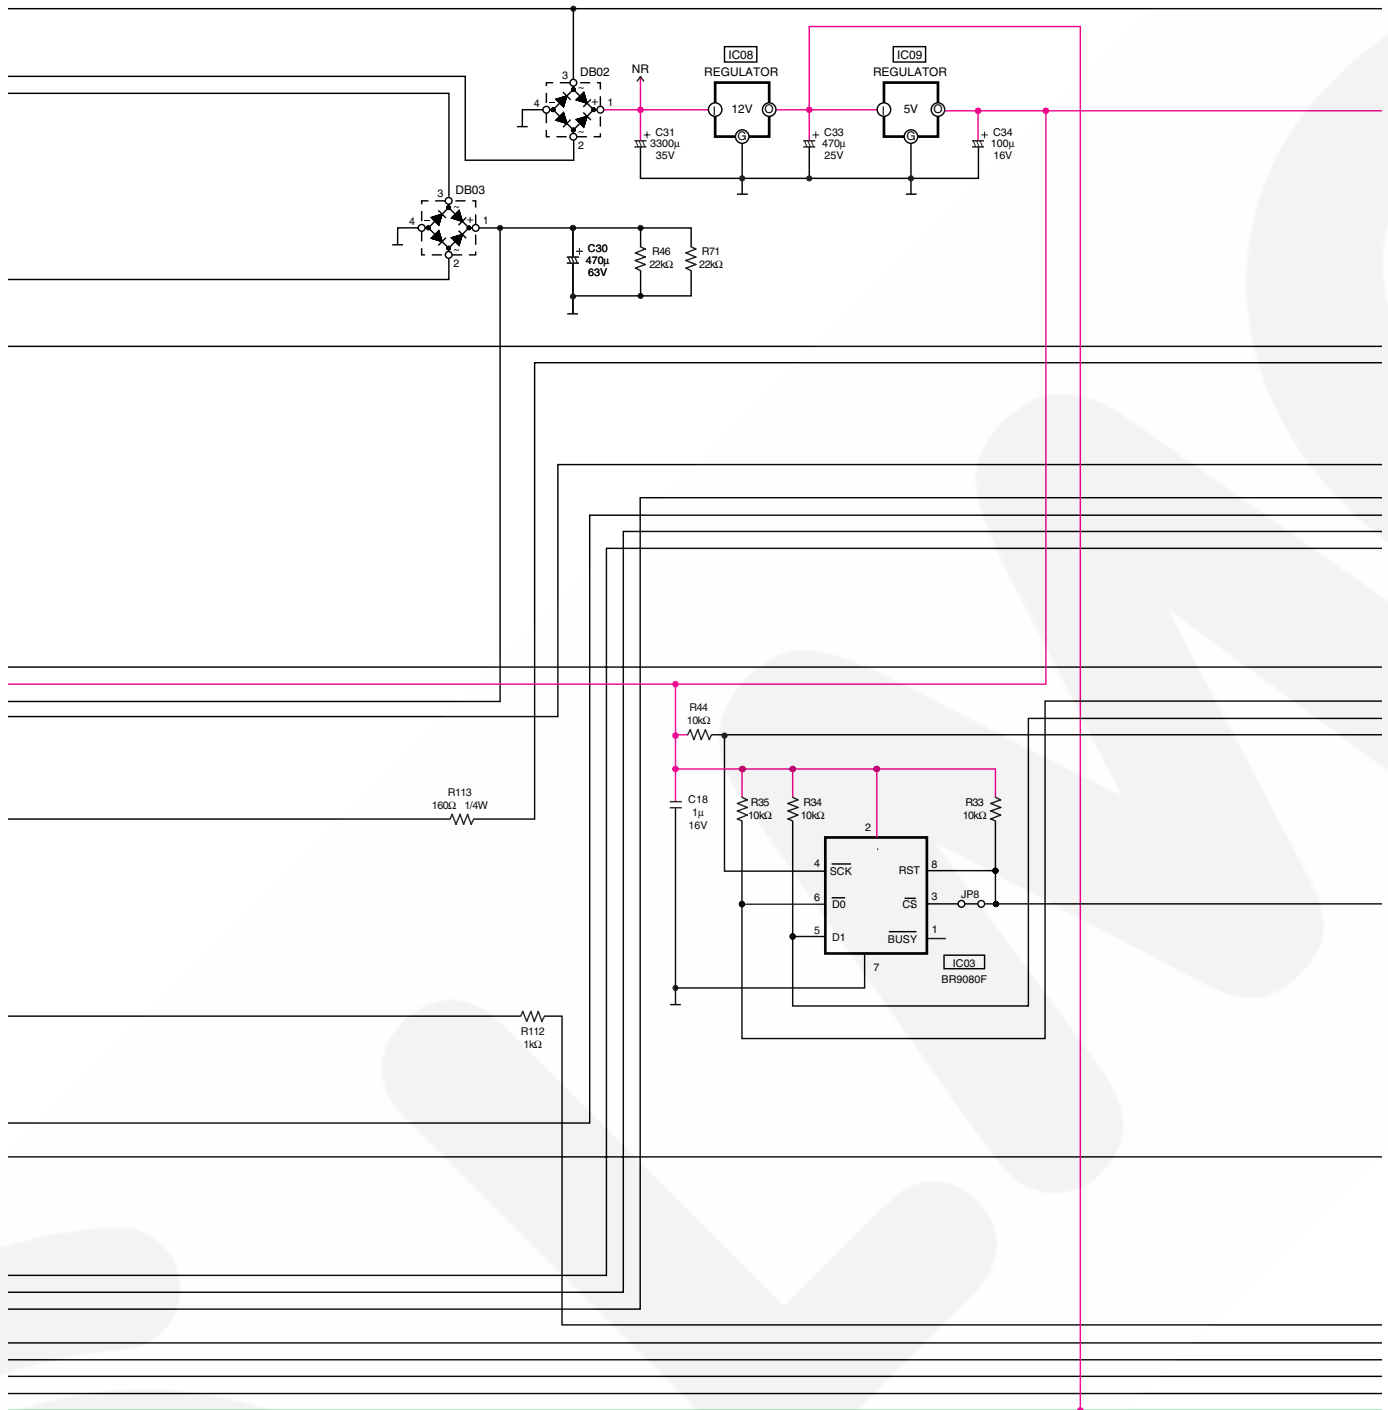 IC08
REGULATOR
12V
I
O
G
IC09
REGULATOR
5V
I
O
G
NR
DB02
3
4
1
2
~
~
−
+
+ C31
3300µ
35V
+ C33
470µ
25V
+ C34
100µ
16V
DB03
3
4
1
2
~
~
−
+
+ C30
470µ
63V
R46
22kΩ
R71
22kΩ
R44
10kΩ
R113
160Ω 1/4W
C18
1µ
16V
R35
10kΩ
R34
10kΩ
R33
10kΩ
2
4
SCK
6
D0
5
D1
RST
8
CS
3
BUSY
1
7
JP8
IC03
BR9080F
R112
1kΩ